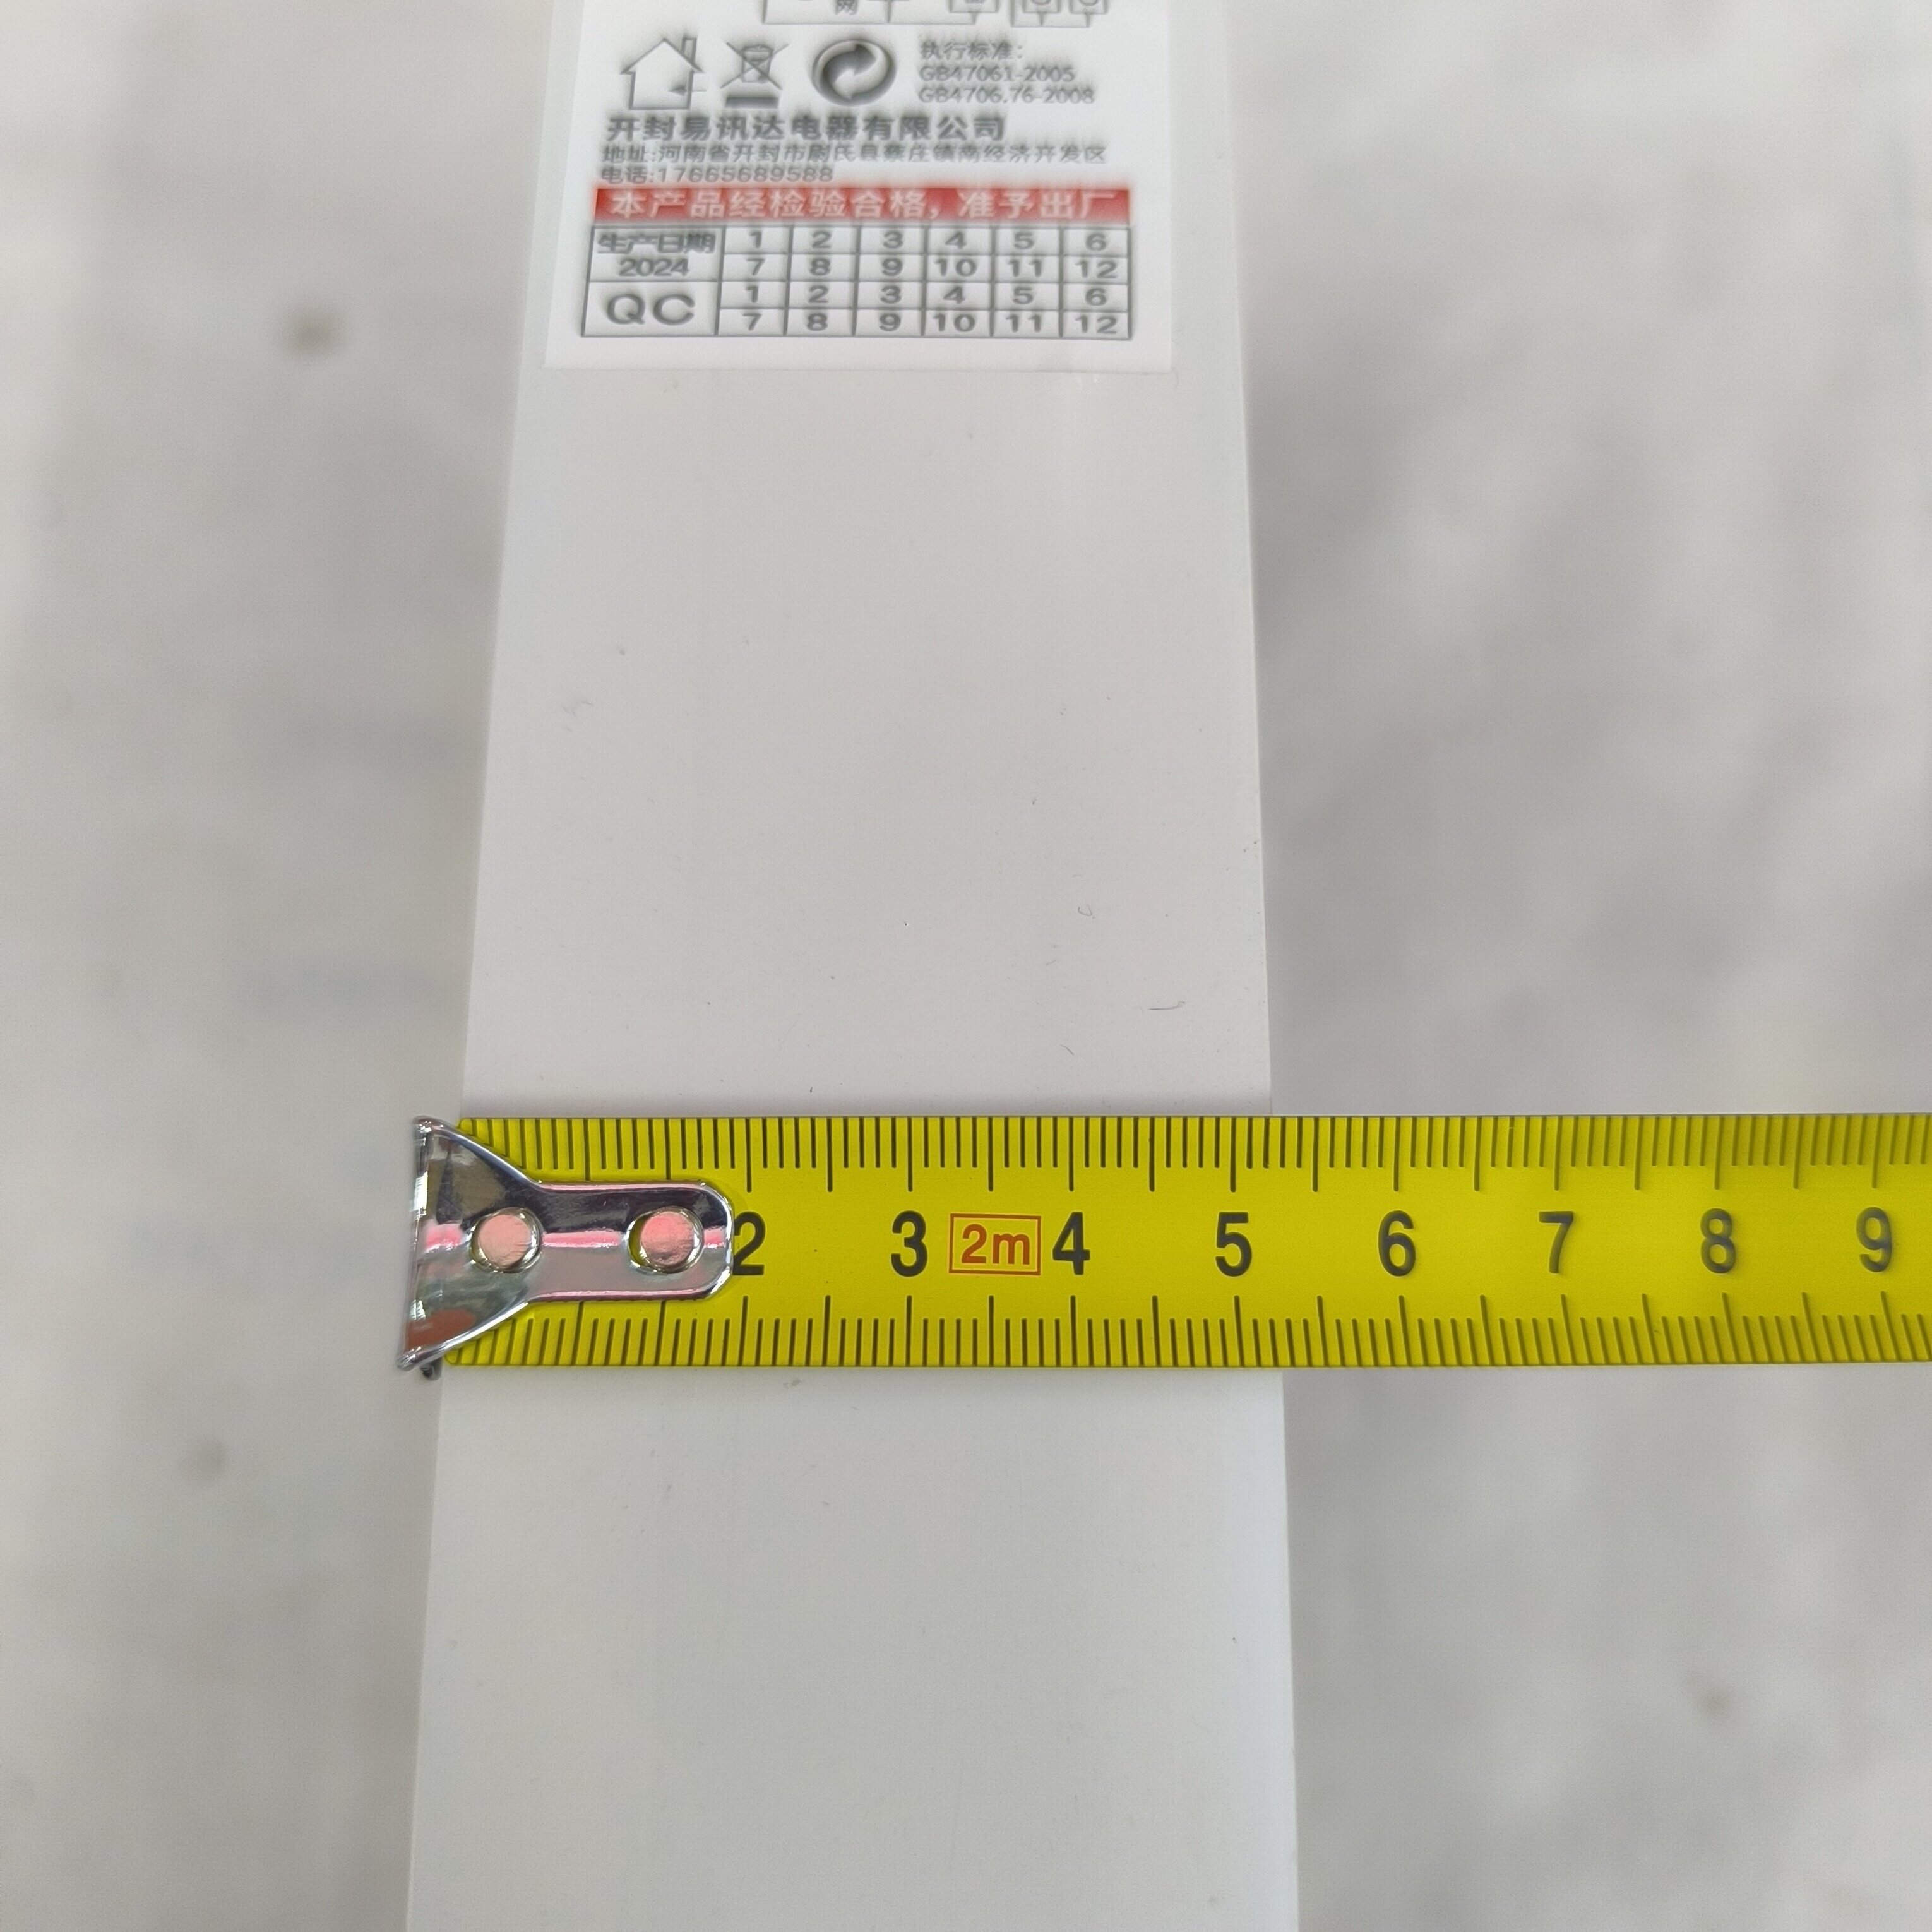 网
执行标准:
GB47061-2005
GB4706.76-2008
开封易讯达电器有限公司
地址:河南省开封市尉氏县蔡庄镇南经济开发区
电话:17665689588
本产品经检验合格,准予出厂
生产日期 1 2 3 4 5 6
2024 7 8 9 10 11 12
QC 1 2 3 4 5 6
7 8 9 10 11 12
2 3 2m 4 5 6 7 8 9